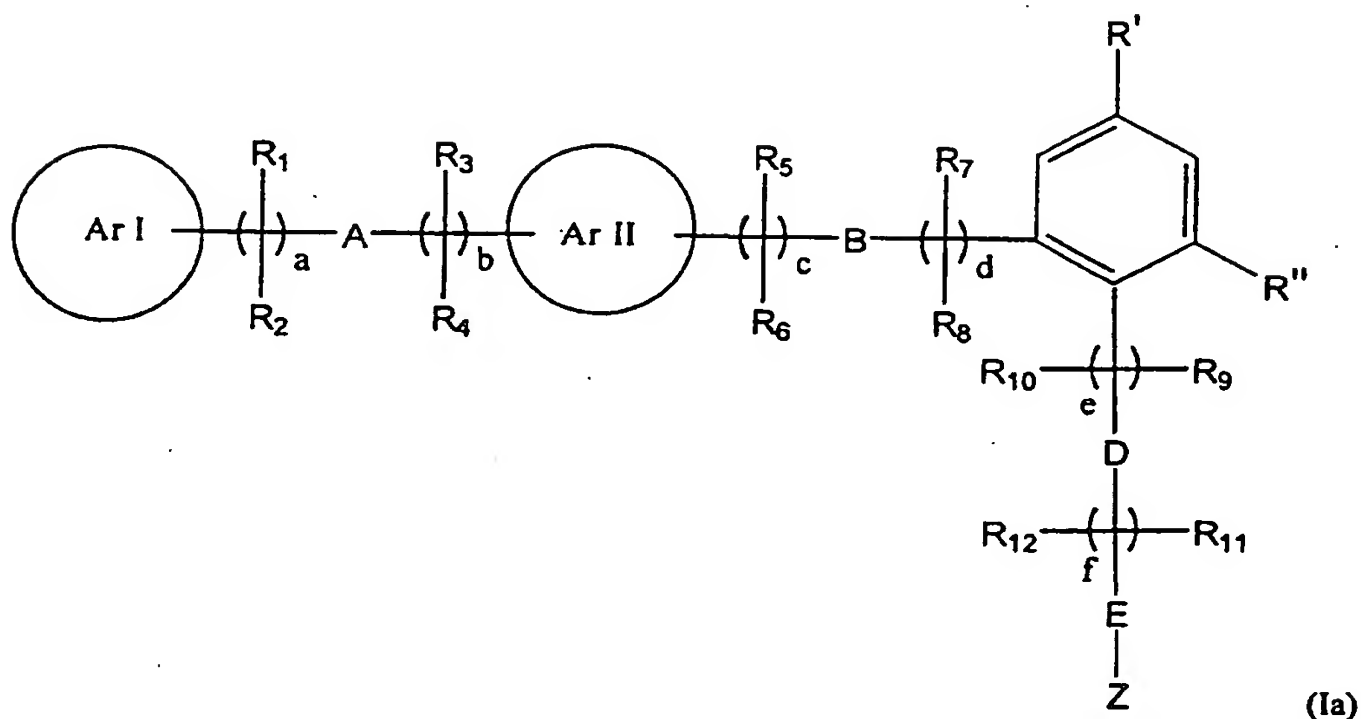 R'
R₁ R₃ R₅ R₇
Ar I ( ) a A ( ) b Ar II ( ) c B ( ) d
R₂ R₄ R₆ R₈ R"
R₁₀ ( ) e R₉
D
R₁₂ ( ) f R₁₁
E
Z
(Ia)